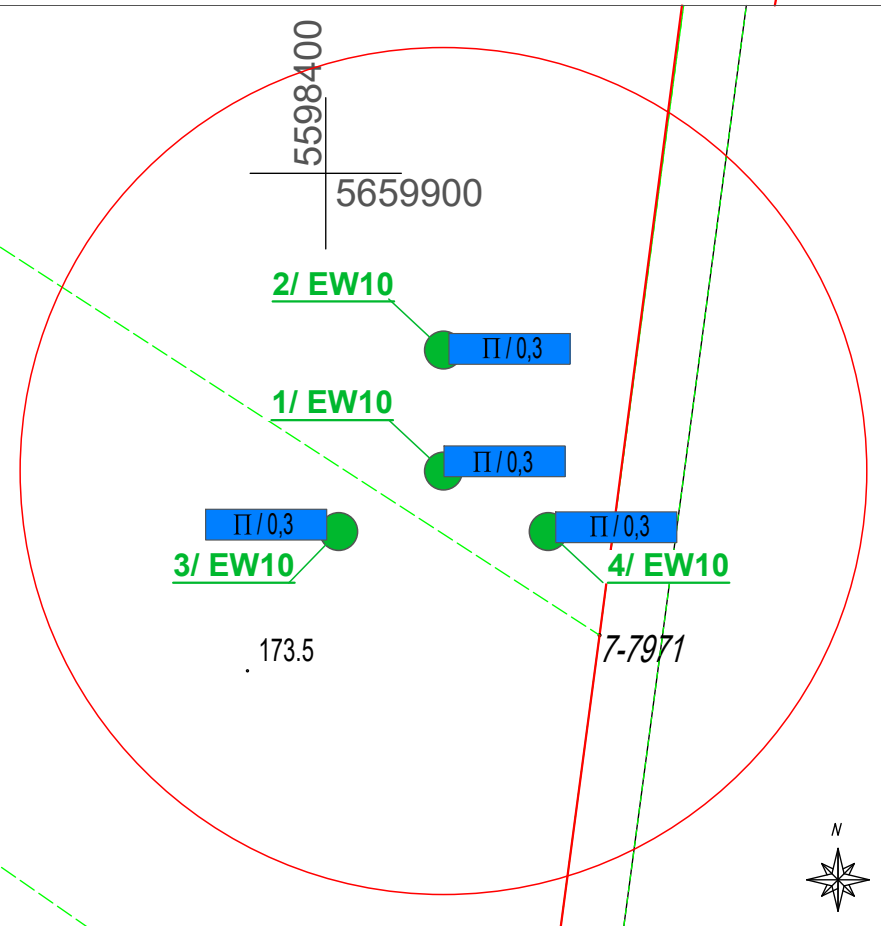 5598400
5659900
2/ EW10
П / 0,3
1/ EW10
П / 0,3
П / 0,3
3/ EW10
П / 0,3
4/ EW10
173.5
7-7971
N